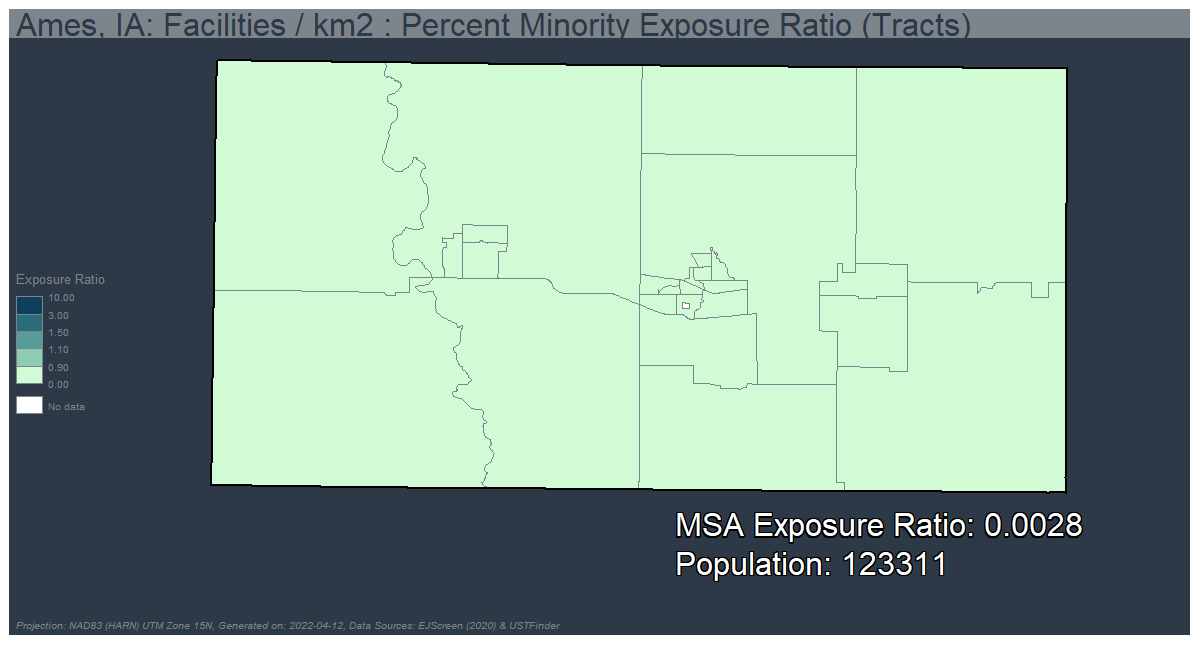 Ames, IA: Facilities / km2 : Percent Minority Exposure Ratio (Tracts)
Exposure Ratio
10.00
3.00
1.50
1.10
0.90
0.00
No data
MSA Exposure Ratio: 0.0028
Population: 123311
Projection: NAD83 (HARN) UTM Zone 15N, Generated on: 2022-04-12, Data Sources: EJScreen (2020) & USTFinder